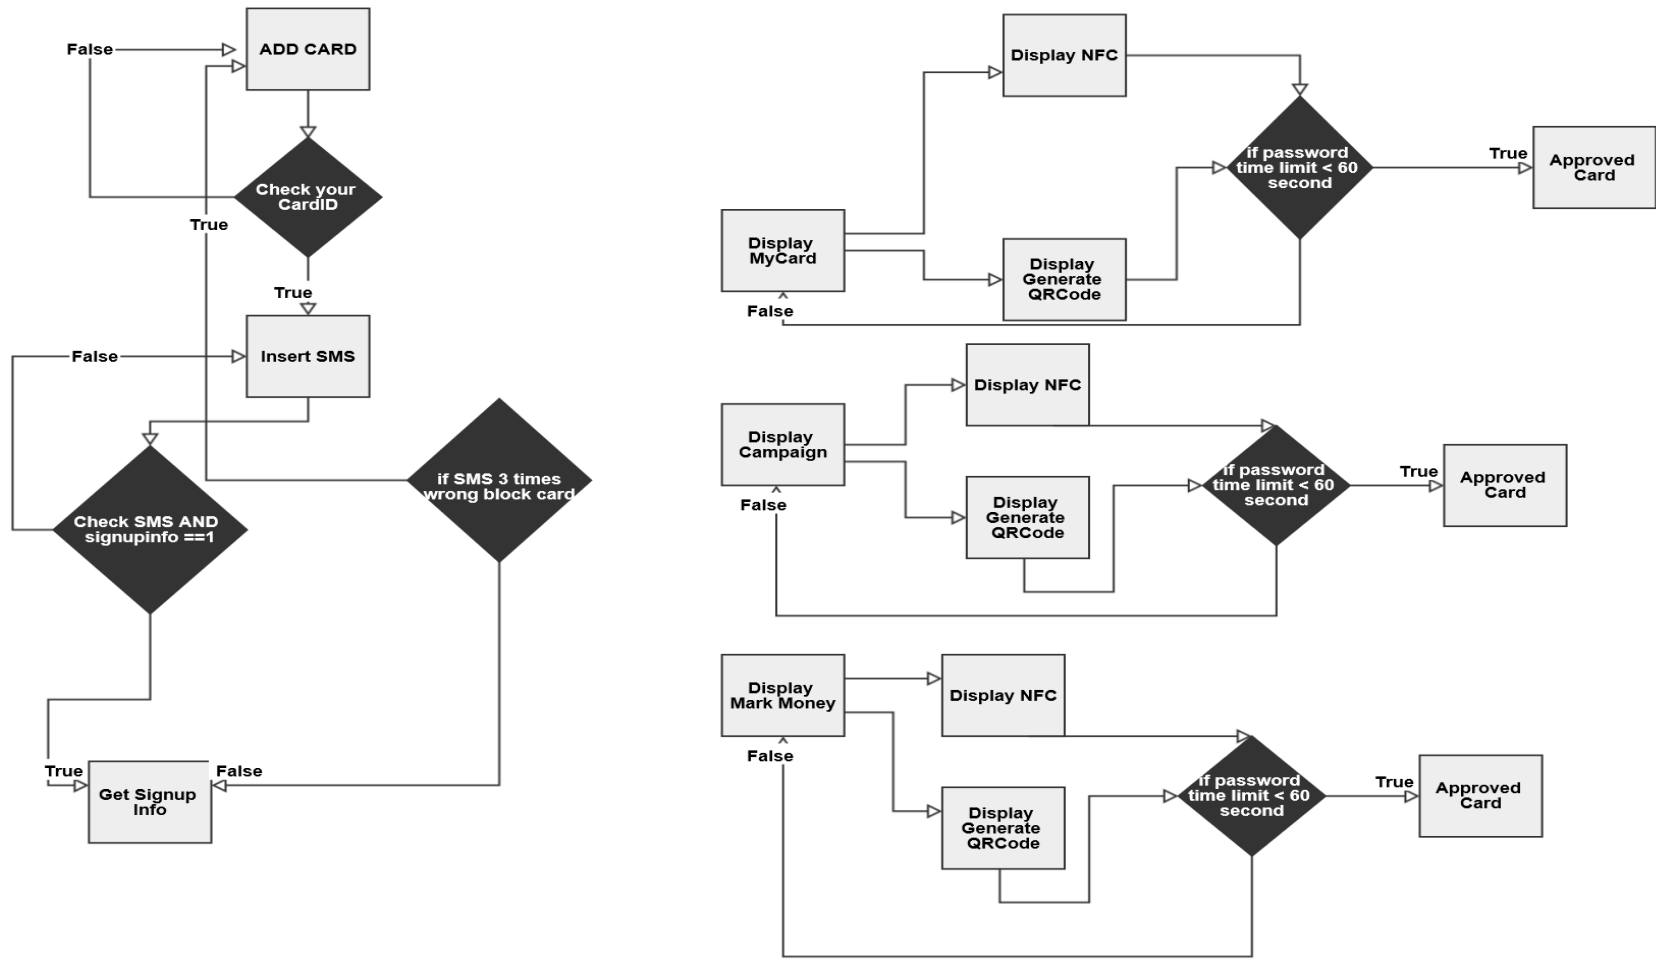 False
ADD CARD
Check your
CardID
True
True
Insert SMS
False
if SMS 3 times
wrong block card
Check SMS AND
signupinfo ==1
True
False
Get Signup
Info
Display NFC
if password
time limit < 60
second
True
Approved
Card
Display
MyCard
Display
Generate
QRCode
False
Display NFC
Display
Campaign
if password
time limit < 60
second
True
Approved
Card
False
Display
Generate
QRCode
Display
Mark Money
Display NFC
False
if password
time limit < 60
second
True
Approved
Card
Display
Generate
QRCode